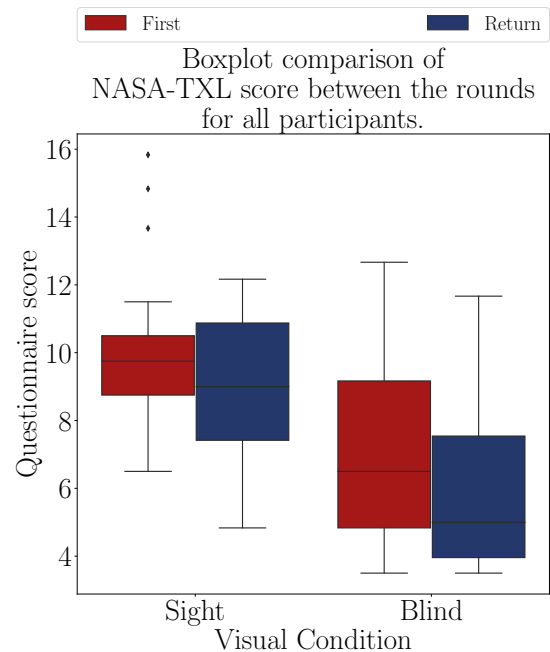 First Return
Boxplot comparison of
NASA-TXL score between the rounds
for all participants.
16
14
12
10
8
6
4
Questionnaire score
Sight Blind
Visual Condition